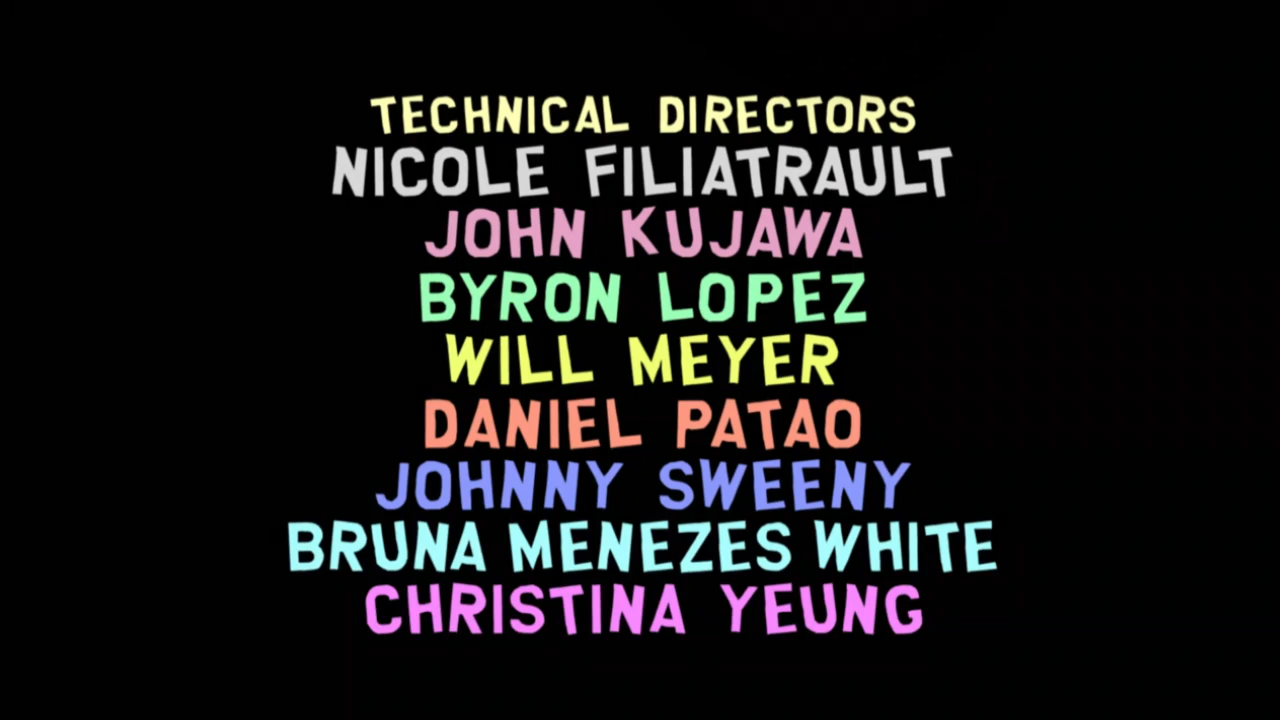 TECHNICAL DIRECTORS
NICOLE FILIATRAULT
JOHN KUJAWA
BYRON LOPEZ
WILL MEYER
DANIEL PATAO
JOHNNY SWEENY
BRUNA MENEZES WHITE
CHRISTINA YEUNG